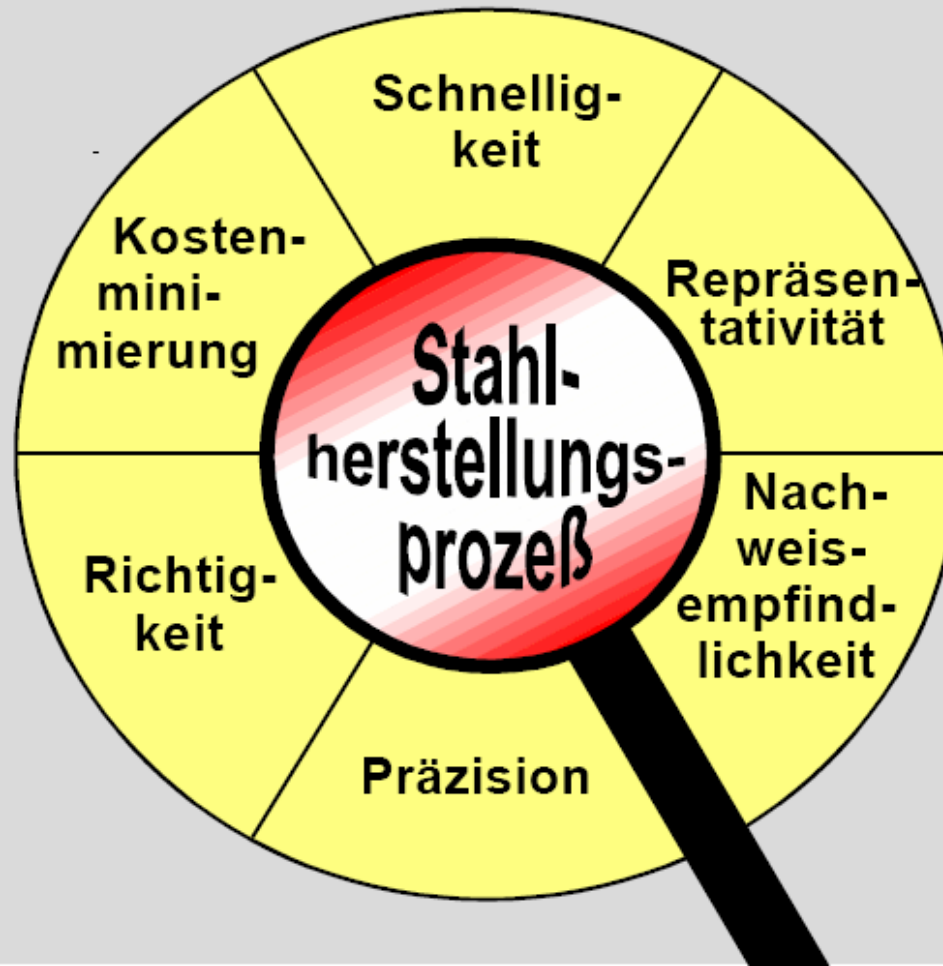 Schnellig-
keit
Repräsen-
tativität
Nach-
weis-
empfind-
lichkeit
Präzision
Richtig-
keit
Kosten-
mini-
mierung
Stahl-
herstellungs-
prozeß